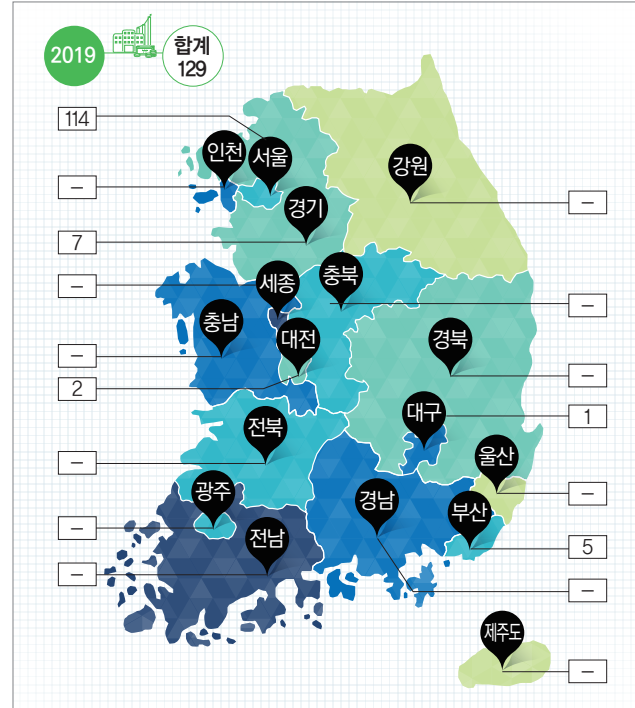 2019
합계
129
114
인천
서울
강원
–
–
경기
7
–
세종
충북
–
충남
대전
경북
–
–
2
대구
1
전북
–
울산
–
광주
경남
부산
–
전남
5
–
–
제주도
–